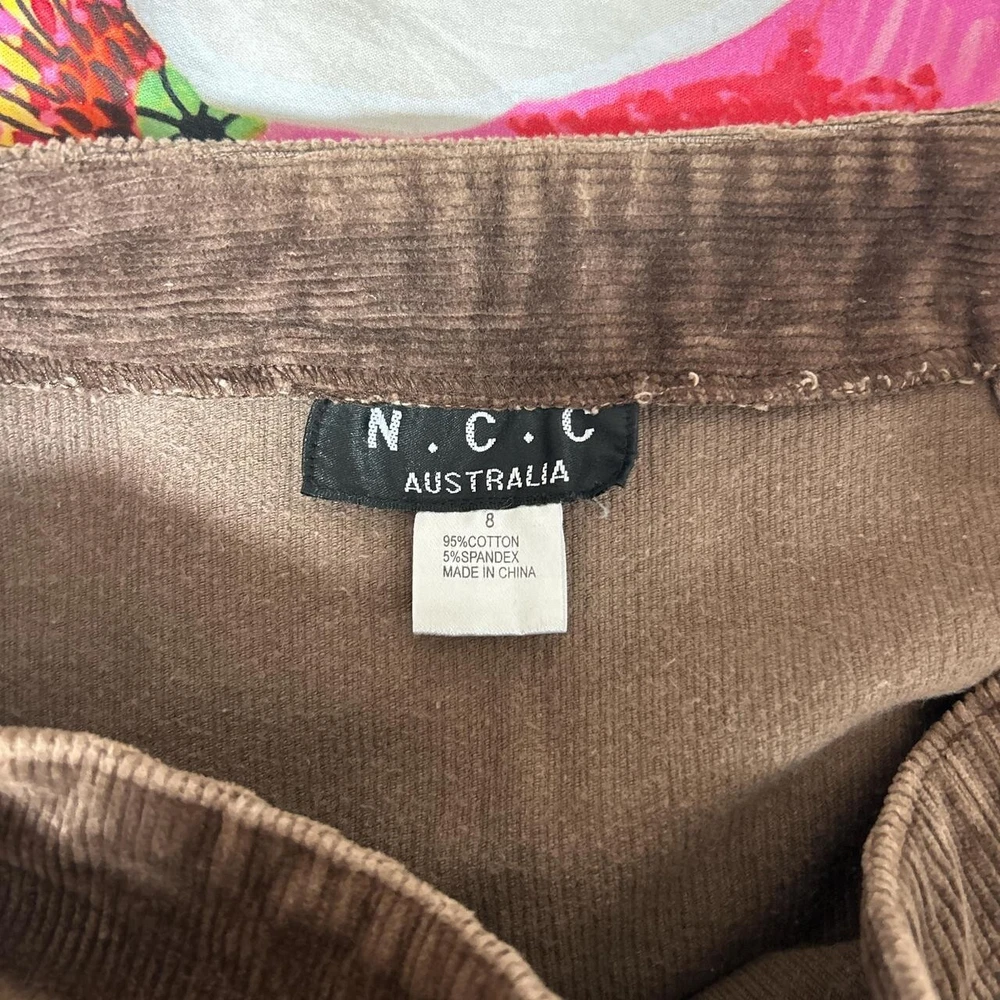 N.C.C
AUSTRALIA
8
95%COTTON
5%SPANDEX
MADE IN CHINA